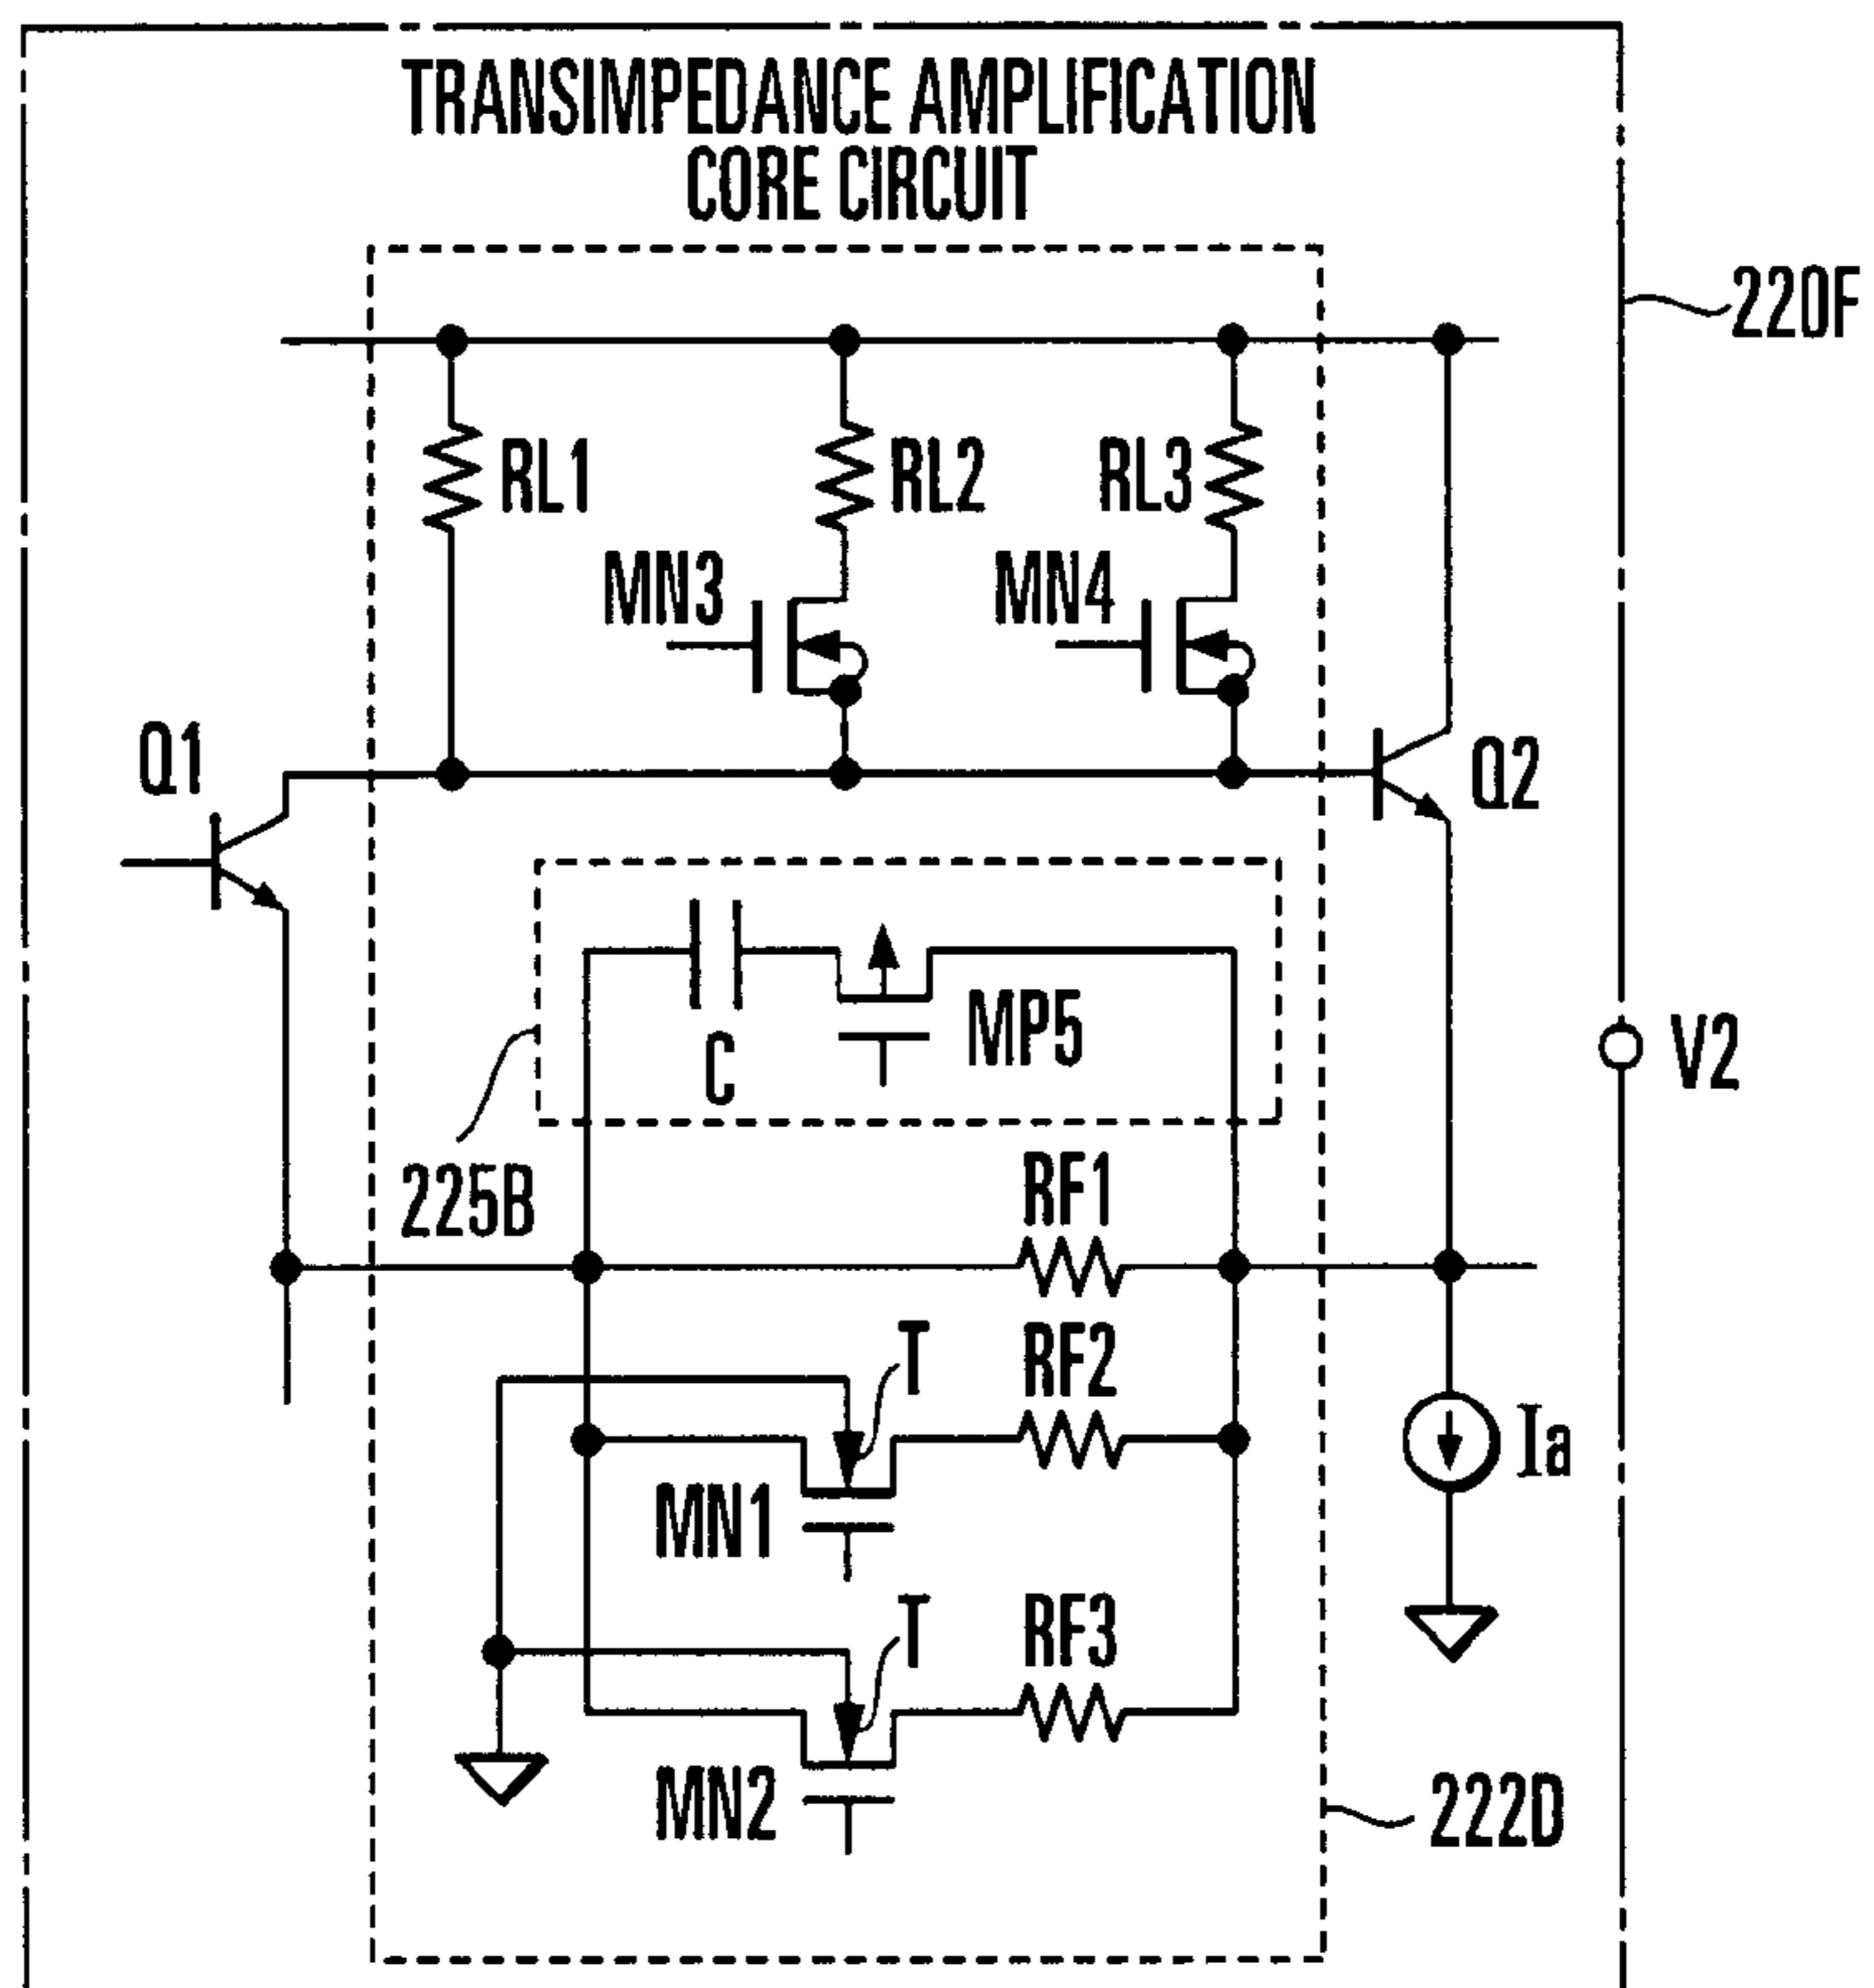 TRANSIMPEDANCE AMPLIFICATION
CORE CIRCUIT
220F
RL1
RL2
RL3
MN3
MN4
Q1
Q2
C
MP5
V2
225B
RF1
T
RF2
Ia
MN1
T
RF3
MN2
222D